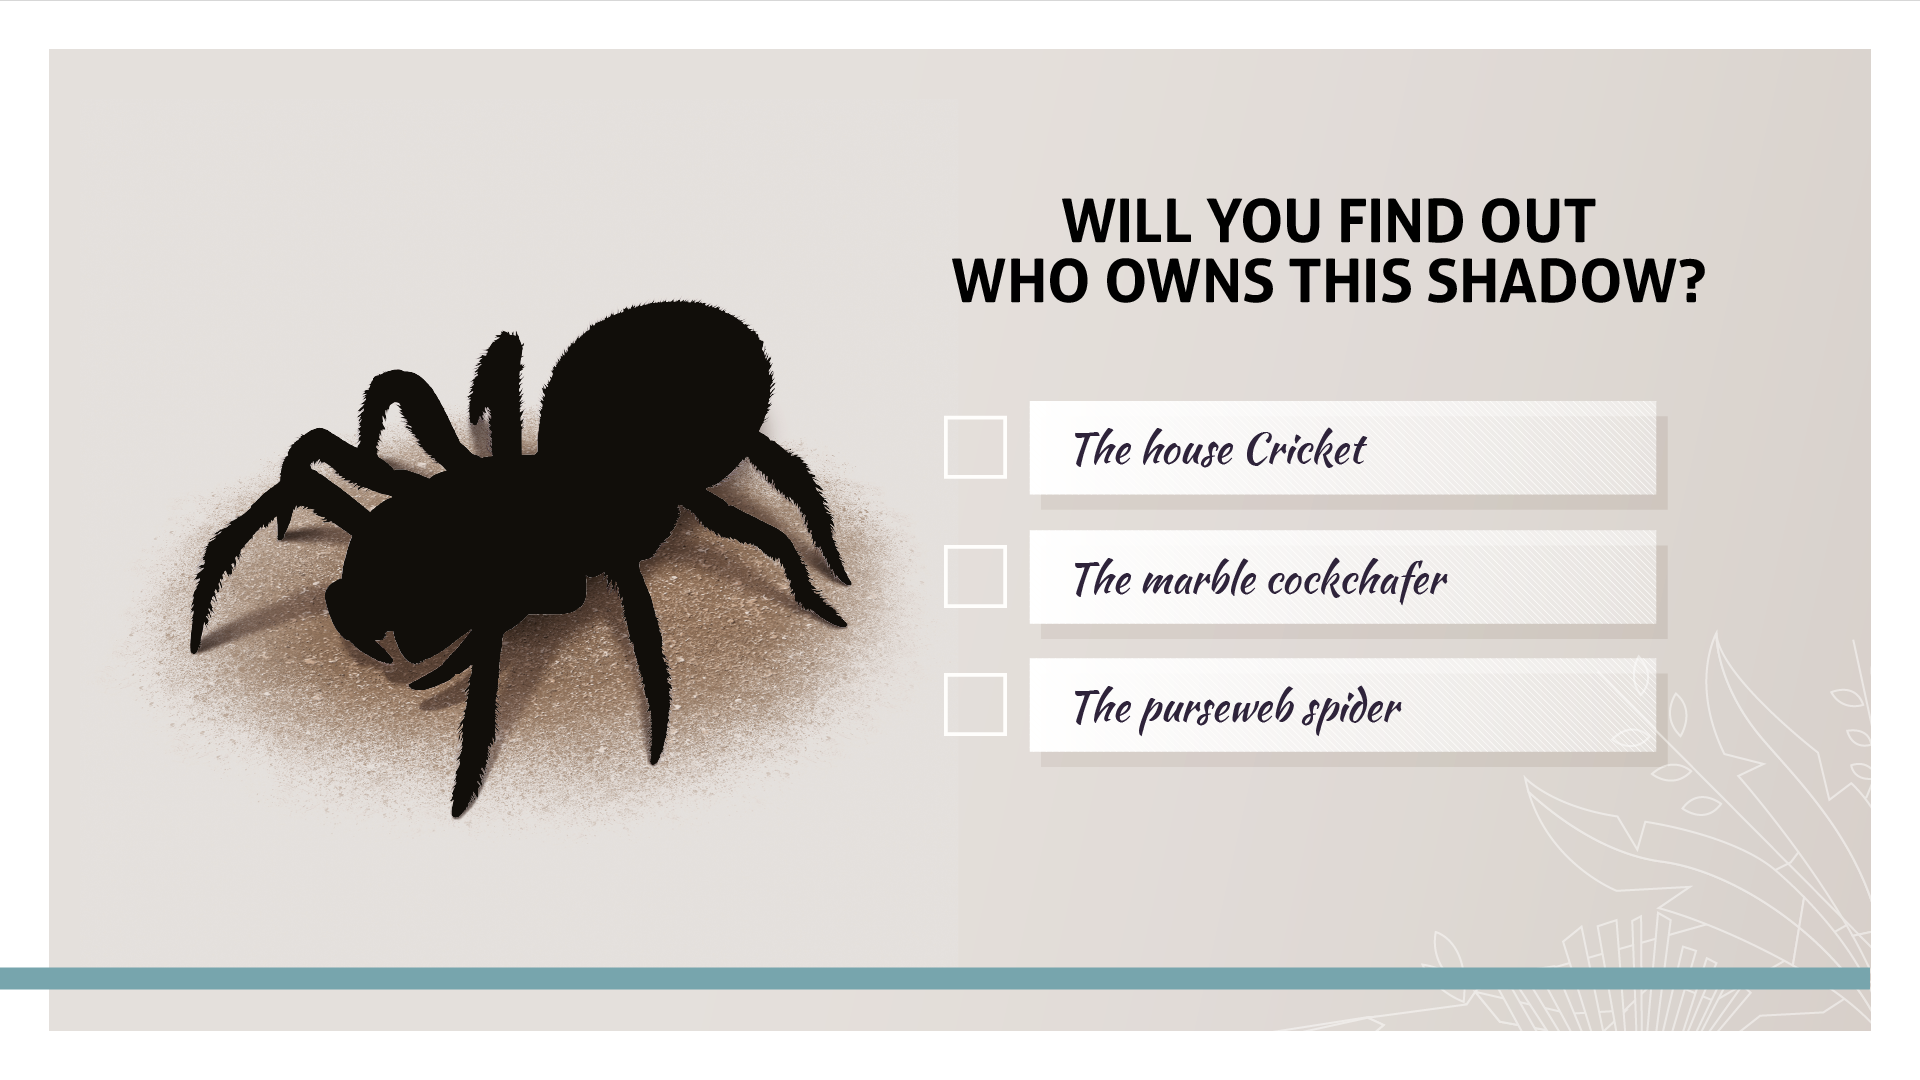 WILL YOU FIND OUT
WHO OWNS THIS SHADOW?
The house Cricket
The marble cockchafer
The purseweb spider